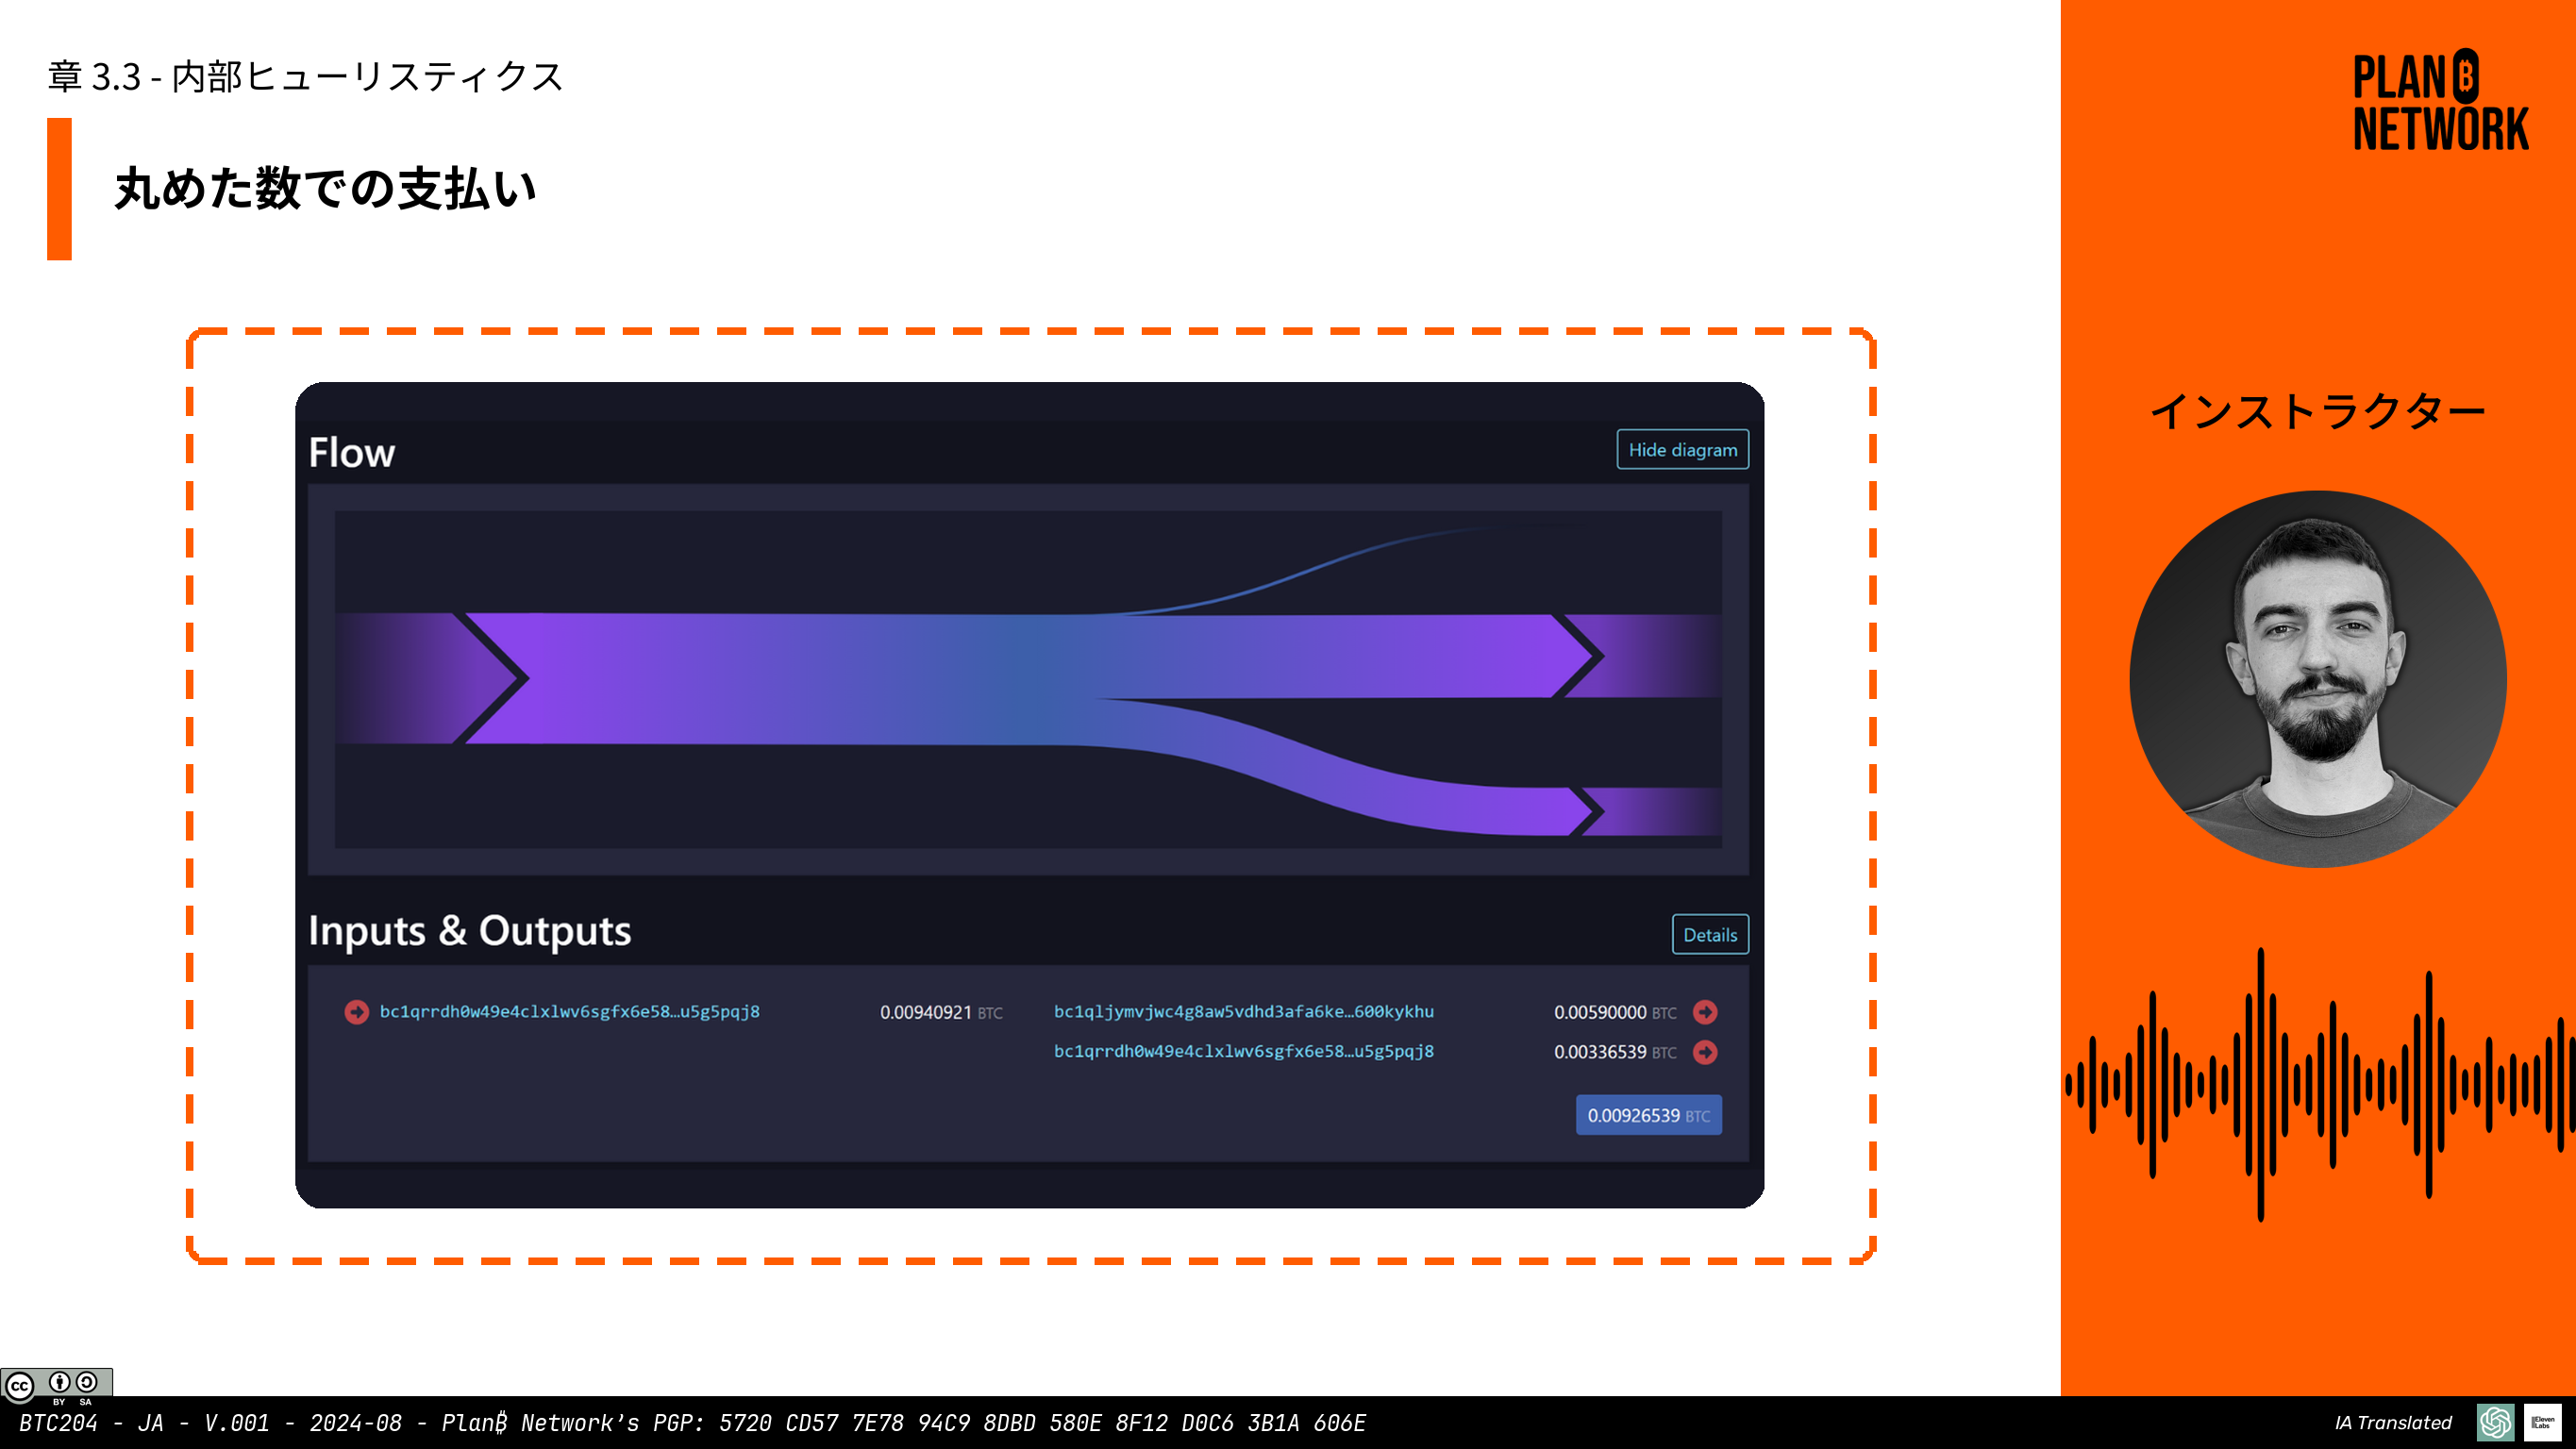 章 3.3 - 内部ヒューリスティクス
丸めた数での支払い
PLAN ₿
NETWORK
インストラクター
Flow
Hide diagram
Inputs & Outputs
Details
bc1qrrdh0w49e4clxlwv6sgfx6e58…u5g5pqj8 0.00940921 BTC bc1qljymvjwc4g8aw5vdhd3afa6ke…600kykhu 0.00590000 BTC
bc1qrrdh0w49e4clxlwv6sgfx6e58…u5g5pqj8 0.00336539 BTC
0.00926539 BTC
cc BY SA
BTC204 - JA - V.001 - 2024-08 - Plan₿ Network's PGP: 5720 CD57 7E78 94C9 8DBD 580E 8F12 D0C6 3B1A 606E
IA Translated
ElevenLabs